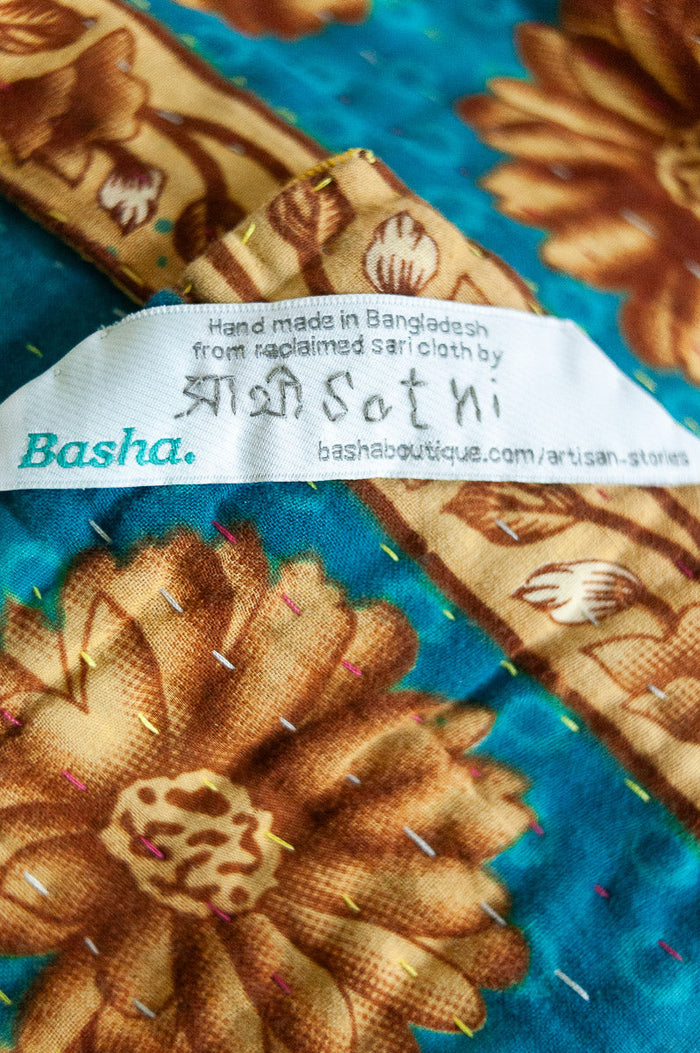 Hand made in Bangladesh
from reclaimed sari cloth by
সাথী Sathi
Basha.
bashaboutique.com/artisan-stories